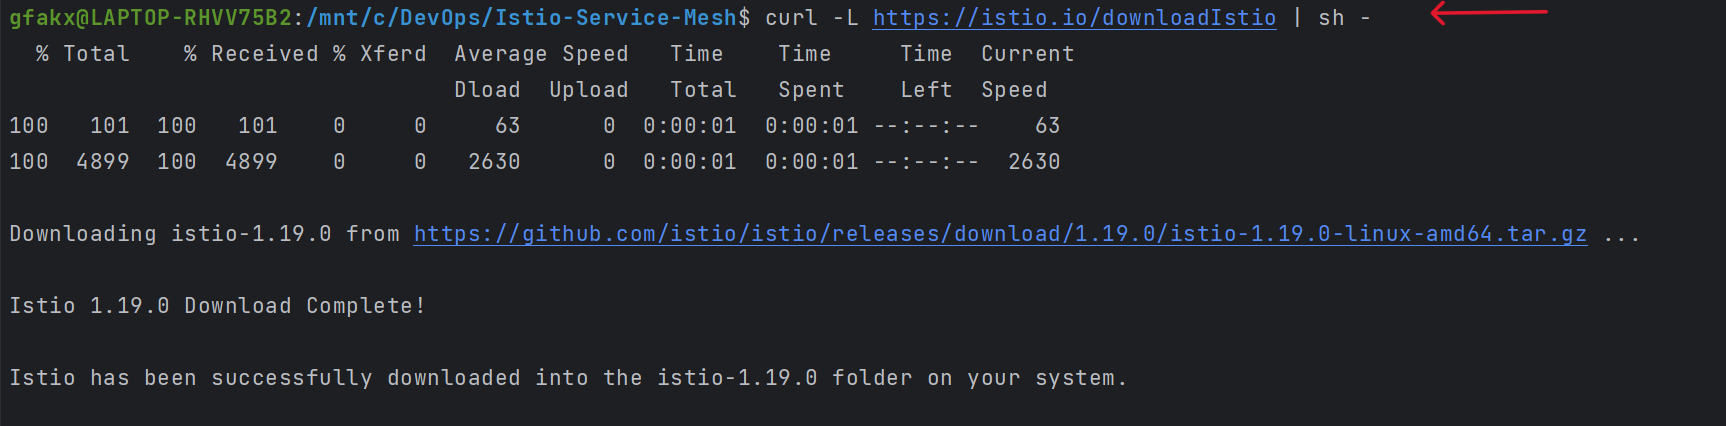 gfakx@LAPTOP-RHVV75B2:/mnt/c/DevOps/Istio-Service-Mesh$ curl -L https://istio.io/downloadIstio | sh -
% Total % Received % Xferd Average Speed Time Time Time Current
Dload Upload Total Spent Left Speed
100 101 100 101 0 0 63 0 0:00:01 0:00:01 --:--:-- 63
100 4899 100 4899 0 0 2630 0 0:00:01 0:00:01 --:--:-- 2630
Downloading istio-1.19.0 from https://github.com/istio/istio/releases/download/1.19.0/istio-1.19.0-linux-amd64.tar.gz ...
Istio 1.19.0 Download Complete!
Istio has been successfully downloaded into the istio-1.19.0 folder on your system.